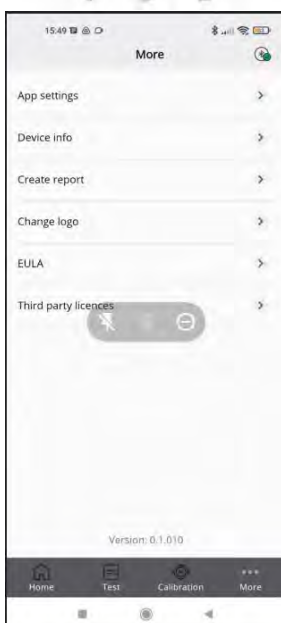 15:49
More
App settings
Device info
Create report
Change logo
EULA
Third party licences
Version: 0.1.010
Home Test Calibration More